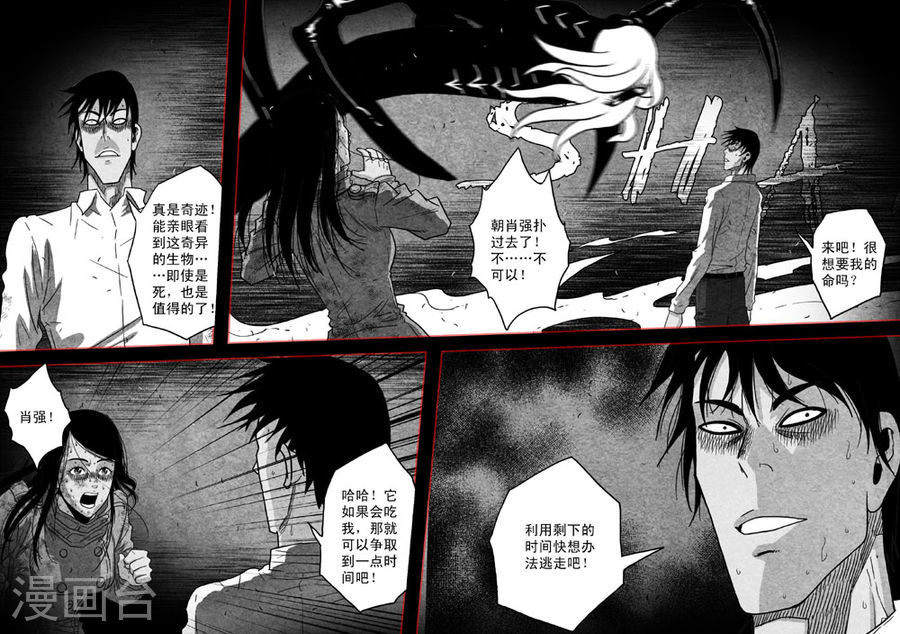 真是奇迹！
能亲眼看
到这奇异
的生物…
…即使是
死，也是
值得的了！
朝肖强扑
过去了！
不……不
可以！
HA
来吧！很
想要我的
命吗？
肖强！
哈哈！它
如果会吃
我，那就
可以争取
到一点时
间吧！
利用剩下的
时间快想办
法逃走吧！
漫画台